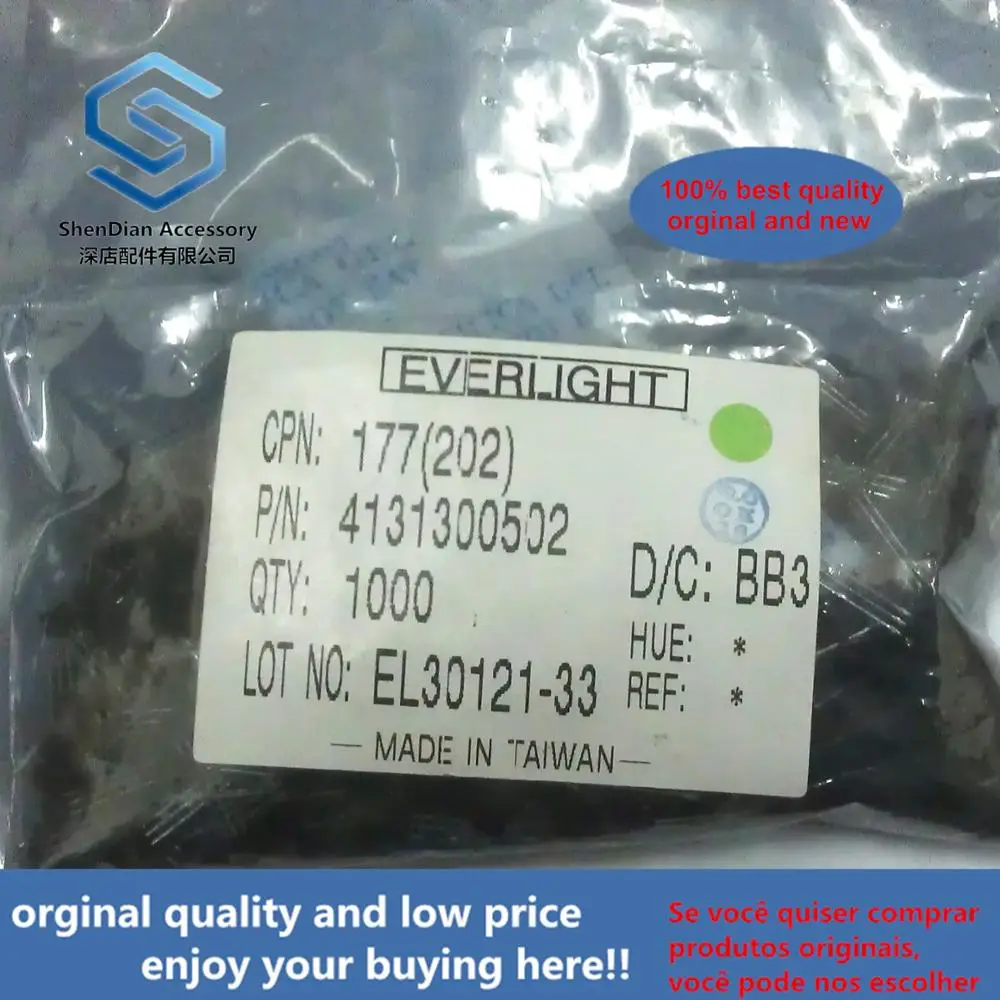 ShenDian Accessory
深店配件有限公司
100% best quality
orginal and new
EVERLIGHT
CPN: 177(202)
P/N: 4131300502
QTY: 1000
D/C: BB3
HUE: *
LOT NO: EL30121-33
REF: *
— MADE IN TAIWAN —
orginal quality and low price
enjoy your buying here!!
Se você quiser comprar
produtos originais,
você pode nos escolher